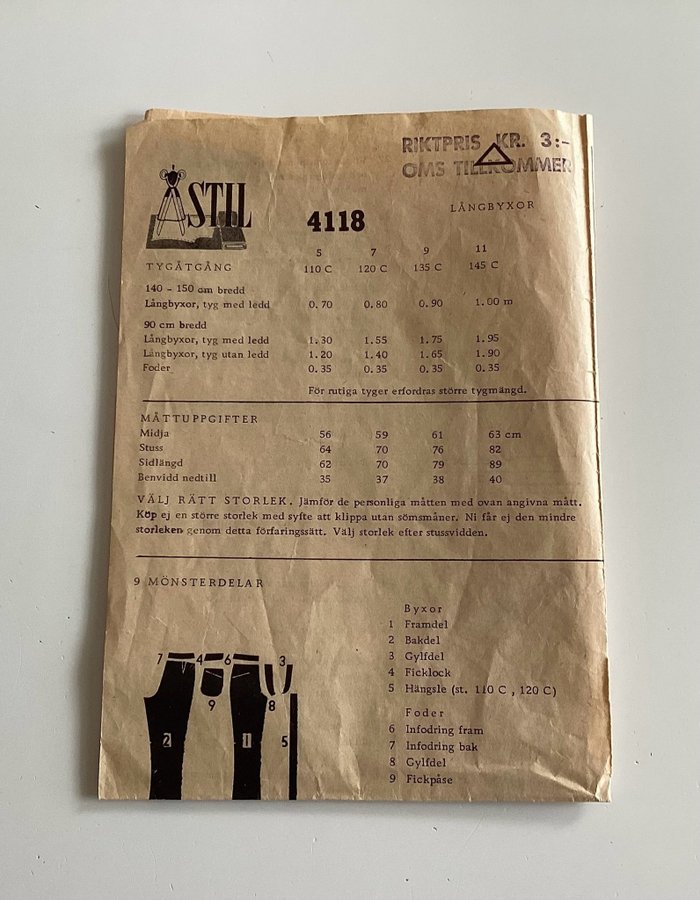 RIKTPRIS KR. 3:-
OMS TILLKOMMER
STIL
4118
LÅNGBYXOR
5 7 9 11
TYGÅTGÅNG 110 C 120 C 135 C 145 C
140 - 150 cm bredd
Långbyxor, tyg med ledd 0.70 0.80 0.90 1.00 m
90 cm bredd
Långbyxor, tyg med ledd 1.30 1.55 1.75 1.95
Långbyxor, tyg utan ledd 1.20 1.40 1.65 1.90
Foder 0.35 0.35 0.35 0.35
För rutiga tyger erfordras större tygmängd.
MÅTTUPPGIFTER
Midja 56 59 61 63 cm
Stuss 64 70 76 82
Sidlängd 62 70 79 89
Benvidd nedtill 35 37 38 40
VÄLJ RÄTT STORLEK. Jämför de personliga måtten med ovan angivna mått.
Köp ej en större storlek med syfte att klippa utan sömsmåner. Ni får ej den mindre
storleken genom detta förfaringssätt. Välj storlek efter stussvidden.
9 MÖNSTERDELAR
Byxor
1 Framdel
2 Bakdel
3 Gylfdel
4 Ficklock
5 Hängsle (st. 110 C , 120 C)
Foder
6 Infodring fram
7 Infodring bak
8 Gylfdel
9 Fickpåse
7 4 6 3
9 8
2 1 5